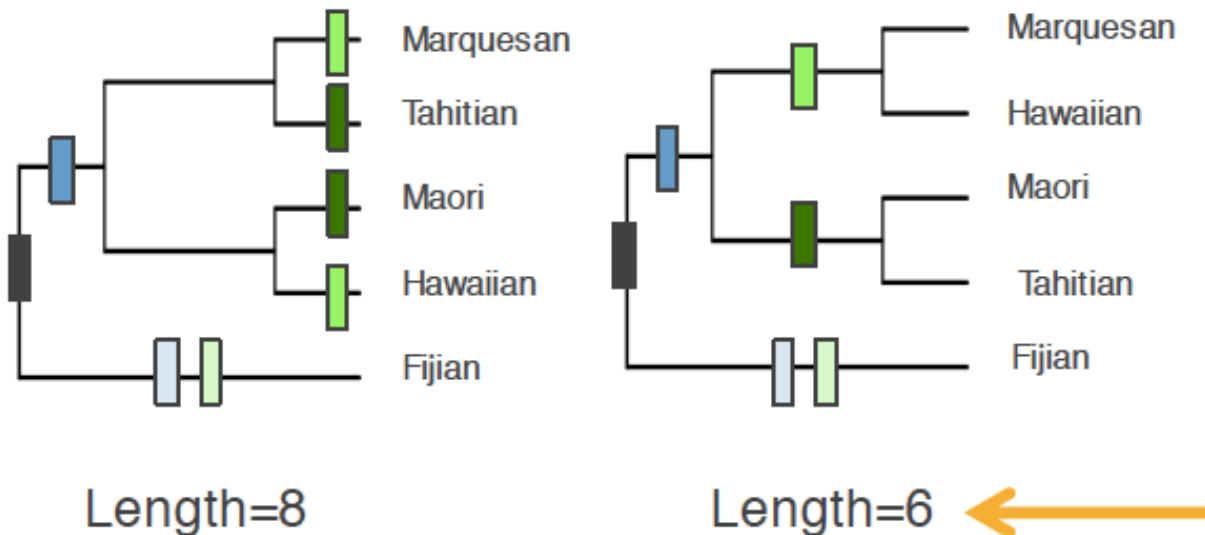 Marquesan
Tahitian
Maori
Hawaiian
Fijian
Length=8
Marquesan
Hawaiian
Maori
Tahitian
Fijian
Length=6